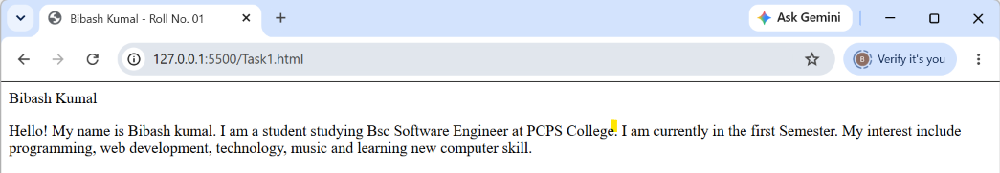 Bibash Kumal - Roll No. 01
Ask Gemini
127.0.0.1:5500/Task1.html
B
Verify it's you
Bibash Kumal
Hello! My name is Bibash kumal. I am a student studying Bsc Software Engineer at PCPS College. I am currently in the first Semester. My interest include
programming, web development, technology, music and learning new computer skill.